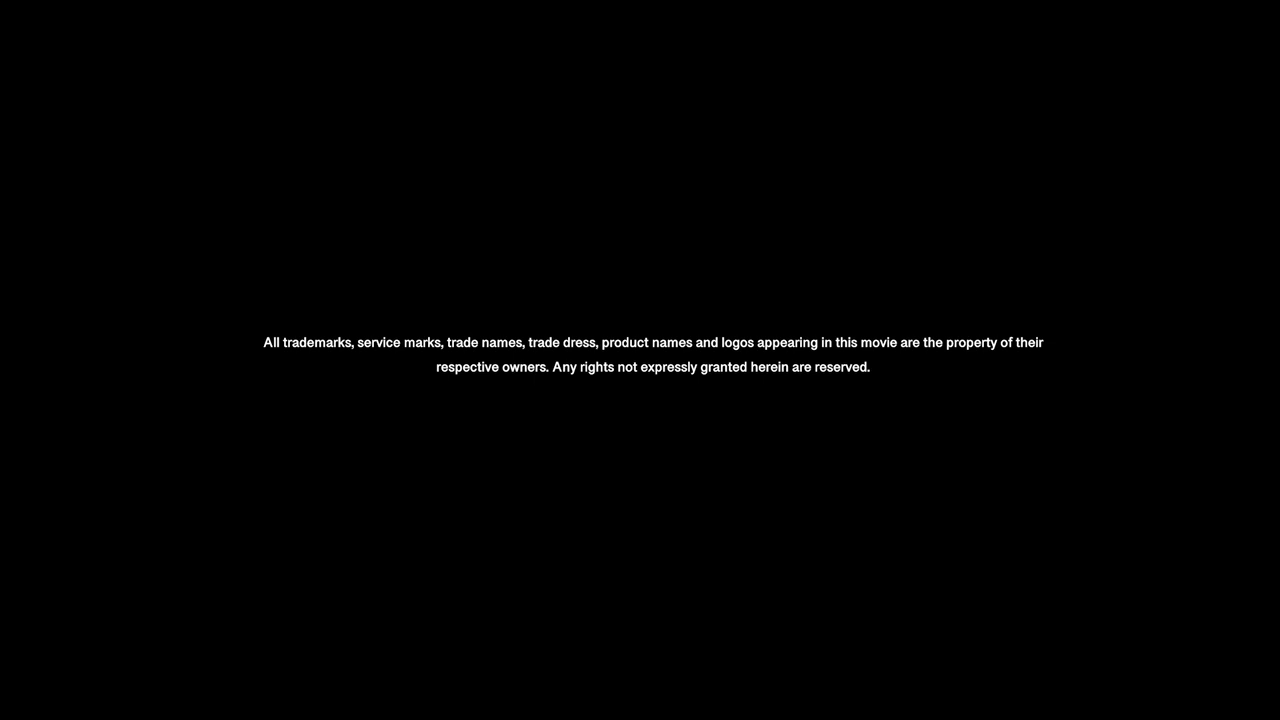 All trademarks, service marks, trade names, trade dress, product names and logos appearing in this movie are the property of their
respective owners. Any rights not expressly granted herein are reserved.